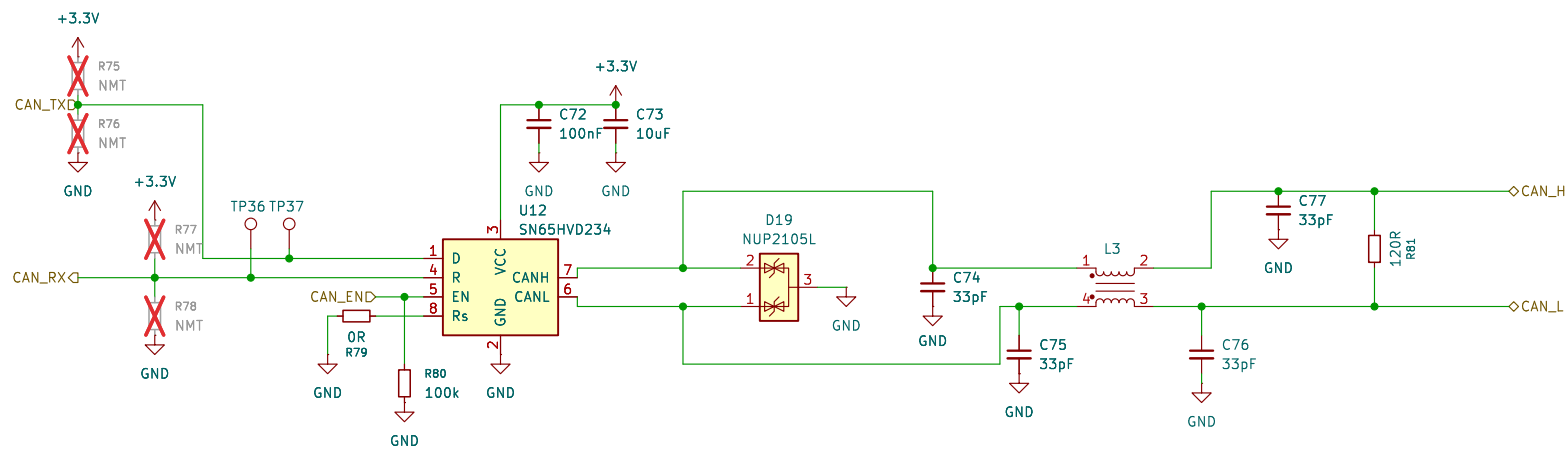 +3.3V
R75
NMT
CAN_TX
R76
NMT
GND
+3.3V
R77
NMT
TP36
TP37
CAN_RX
R78
NMT
GND
CAN_EN
0R
R79
GND
R80
100k
GND
+3.3V
C72
100nF
C73
10uF
GND
GND
U12
SN65HVD234
3
VCC
1
D
4
R
5
EN
8
Rs
CANH
7
CANL
6
GND
2
GND
D19
NUP2105L
2
1
3
GND
C74
33pF
GND
C75
33pF
GND
L3
1
2
4
3
C77
33pF
GND
C76
33pF
GND
120R
R81
CAN_H
CAN_L